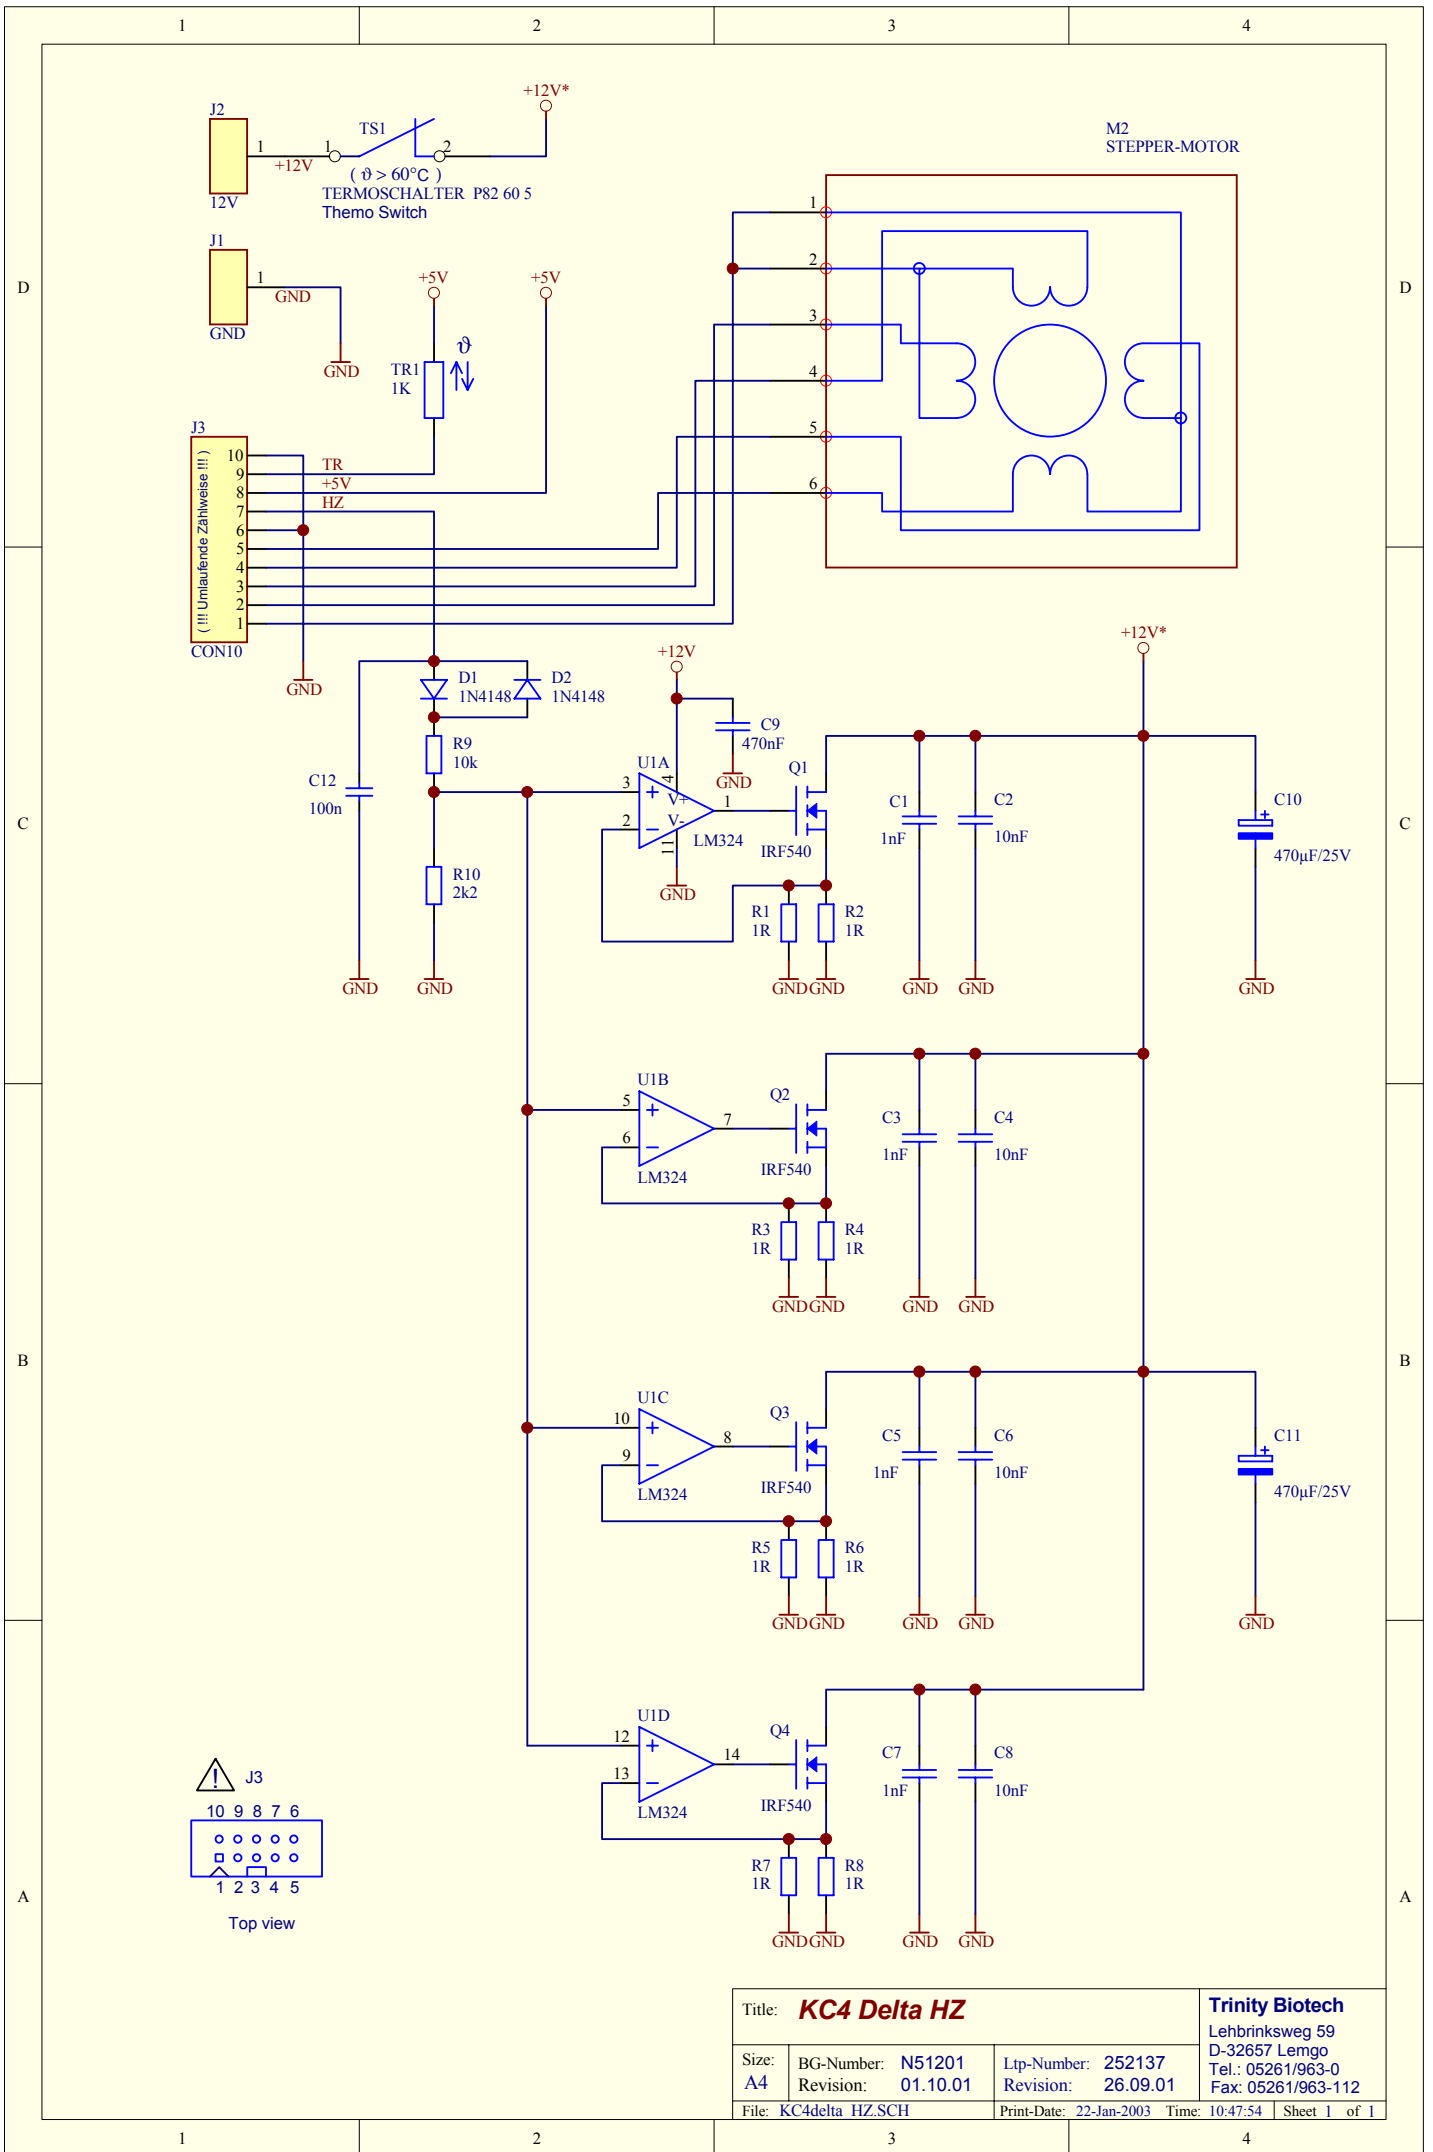 1 2 3 4
+12V*
J2
1
+12V
12V
TS1
1 2
( ϑ > 60°C )
TERMOSCHALTER P82 60 5
Themo Switch
M2
STEPPER-MOTOR
1
2
3
4
5
6
J1
1
GND
GND
GND
D D
+5V +5V
TR1
1K
ϑ
J3
( !!! Umlaufende Zählweise !!! )
10
9
8
7
6
5
4
3
2
1
TR
+5V
HZ
CON10
GND
+12V +12V*
D1
1N4148
D2
1N4148
C9
470nF
GND
R9
10k
C12
100n
R10
2k2
GND GND
U1A
3
2
4
V+
V-
11
1
LM324
GND
Q1
IRF540
R1
1R
R2
1R
GND GND
C1
1nF
C2
10nF
GND GND
C10
+
470µF/25V
GND
C C
U1B
5
6
7
LM324
Q2
IRF540
R3
1R
R4
1R
GND GND
C3
1nF
C4
10nF
GND GND
B B
U1C
10
9
8
LM324
Q3
IRF540
R5
1R
R6
1R
GND GND
C5
1nF
C6
10nF
GND GND
C11
+
470µF/25V
GND
U1D
12
13
14
LM324
Q4
IRF540
R7
1R
R8
1R
GND GND
C7
1nF
C8
10nF
GND GND
! J3
10 9 8 7 6
1 2 3 4 5
Top view
A A
Title: KC4 Delta HZ
Size:
A4
BG-Number: N51201
Revision: 01.10.01
Ltp-Number: 252137
Revision: 26.09.01
Trinity Biotech
Lehbrinksweg 59
D-32657 Lemgo
Tel.: 05261/963-0
Fax: 05261/963-112
File: KC4delta HZ.SCH
Print-Date: 22-Jan-2003 Time: 10:47:54 Sheet 1 of 1
1 2 3 4